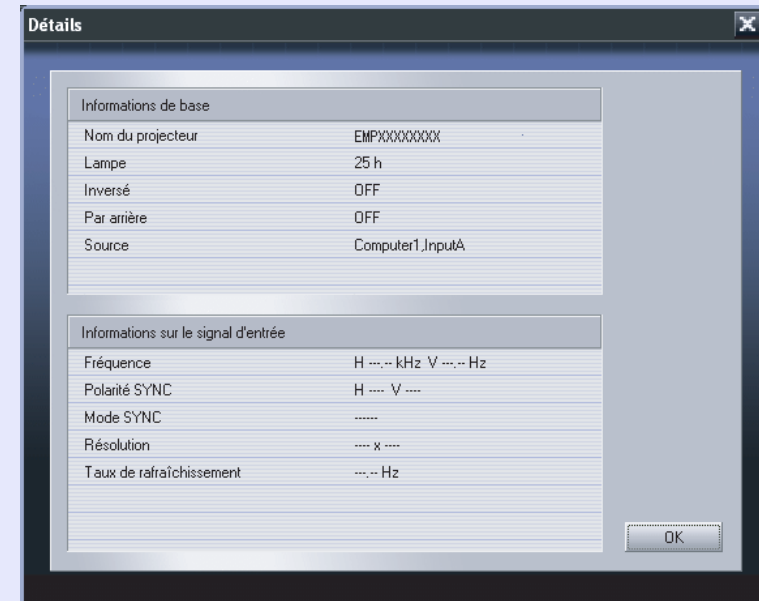 Détails
Informations de base
Nom du projecteur EMPXXXXXXXX
Lampe 25 h
Inversé OFF
Par arrière OFF
Source Computer1,InputA
Informations sur le signal d'entrée
Fréquence H ---.-- kHz V ---.-- Hz
Polarité SYNC H ---- V ----
Mode SYNC ------
Résolution ---- x ----
Taux de rafraîchissement ---.-- Hz
OK